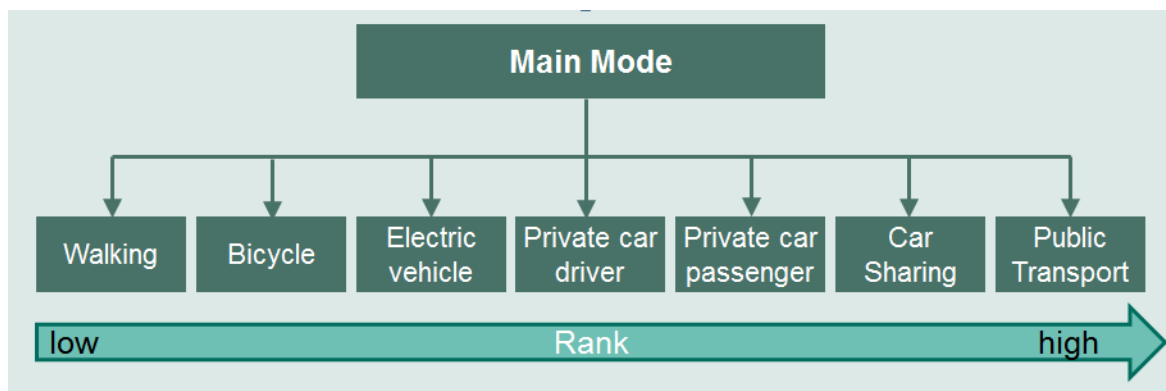 Main Mode
Walking
Bicycle
Electric
vehicle
Private car
driver
Private car
passenger
Car
Sharing
Public
Transport
low
Rank
high